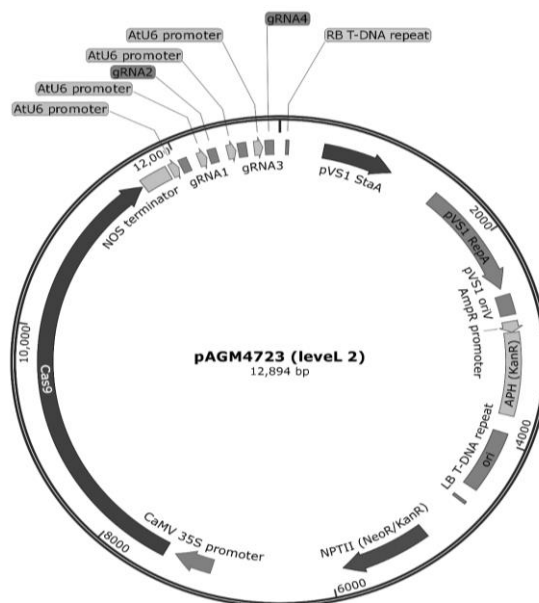 AtU6 promoter
gRNA4
RB T-DNA repeat
AtU6 promoter
gRNA2
AtU6 promoter
AtU6 promoter
12,000
NOS terminator
gRNA1
gRNA3
pVS1 StaA
2000
pVS1 RepA
pVS1 oriV
AmpR promoter
APH (KanR)
4000
ori
LB T-DNA repeat
NPTII (NeoR/KanR)
6000
CaMV 35S promoter
8000
Cas9
10,000
pAGM4723 (leveL 2)
12,894 bp